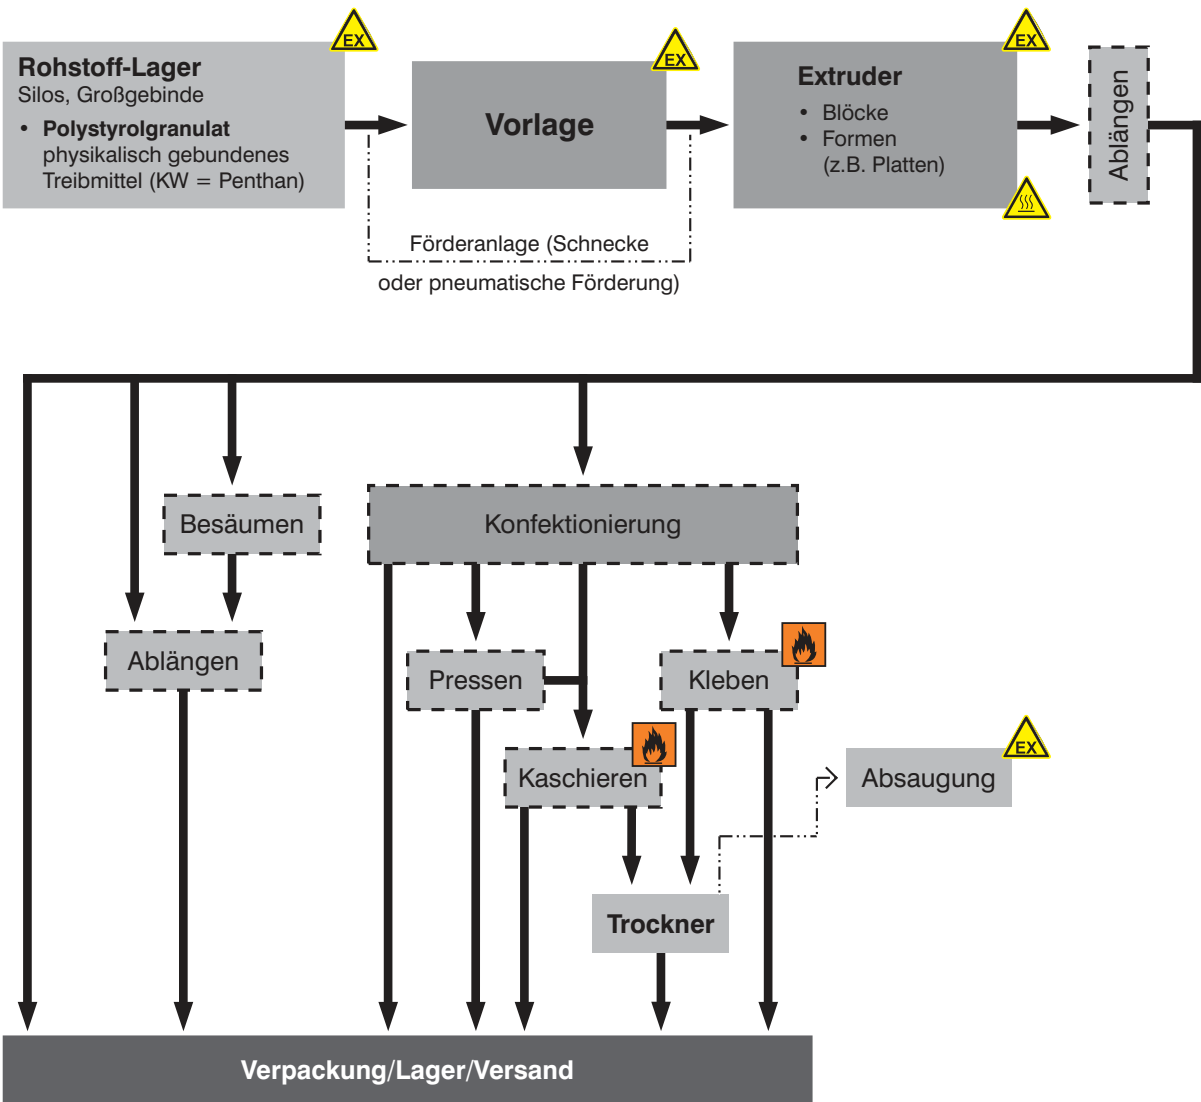 EX
EX
EX
Rohstoff-Lager
Silos, Großgebinde
• Polystyrolgranulat
physikalisch gebundenes
Treibmittel (KW = Penthan)
Vorlage
Extruder
• Blöcke
• Formen
(z.B. Platten)
Ablängen
Förderanlage (Schnecke
oder pneumatische Förderung)
Besäumen
Konfektionierung
Ablängen
Pressen
Kleben
Kaschieren
EX
Absaugung
Trockner
Verpackung/Lager/Versand